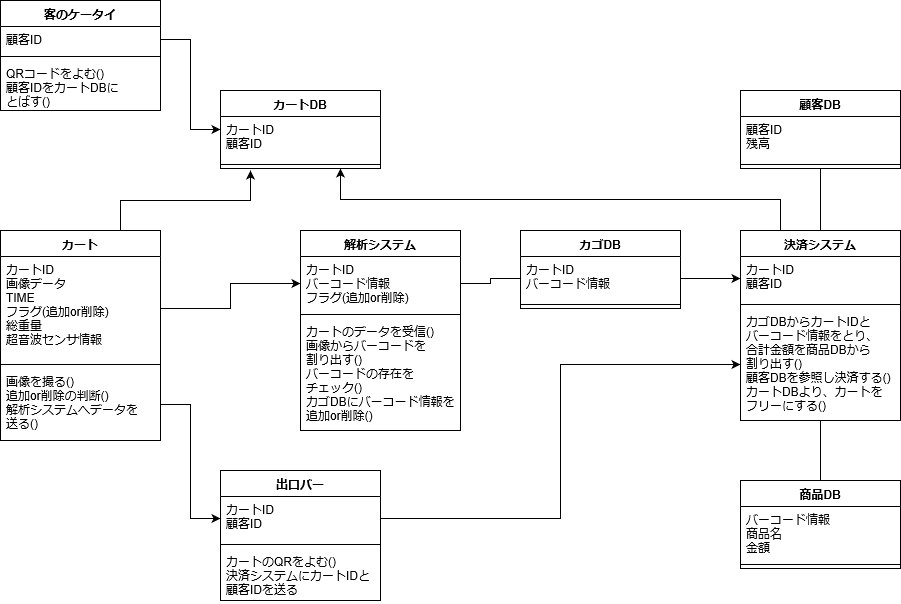 客のケータイ
顧客ID
QRコードをよむ()
顧客IDをカートDBに
とばす()
カートDB
カートID
顧客ID
顧客DB
顧客ID
残高
カート
カートID
画像データ
TIME
フラグ(追加or削除)
総重量
超音波センサ情報
画像を撮る()
追加or削除の判断()
解析システムへデータを
送る()
解析システム
カートID
バーコード情報
フラグ(追加or削除)
カートのデータを受信()
画像からバーコードを
割り出す()
バーコードの存在を
チェック()
カゴDBにバーコード情報を
追加or削除()
カゴDB
カートID
バーコード情報
決済システム
カートID
顧客ID
カゴDBからカートIDと
バーコード情報をとり、
合計金額を商品DBから
割り出す()
顧客DBを参照し決済する()
カートDBより、カートを
フリーにする()
出口バー
カートID
顧客ID
カートのQRをよむ()
決済システムにカートIDと
顧客IDを送る
商品DB
バーコード情報
商品名
金額